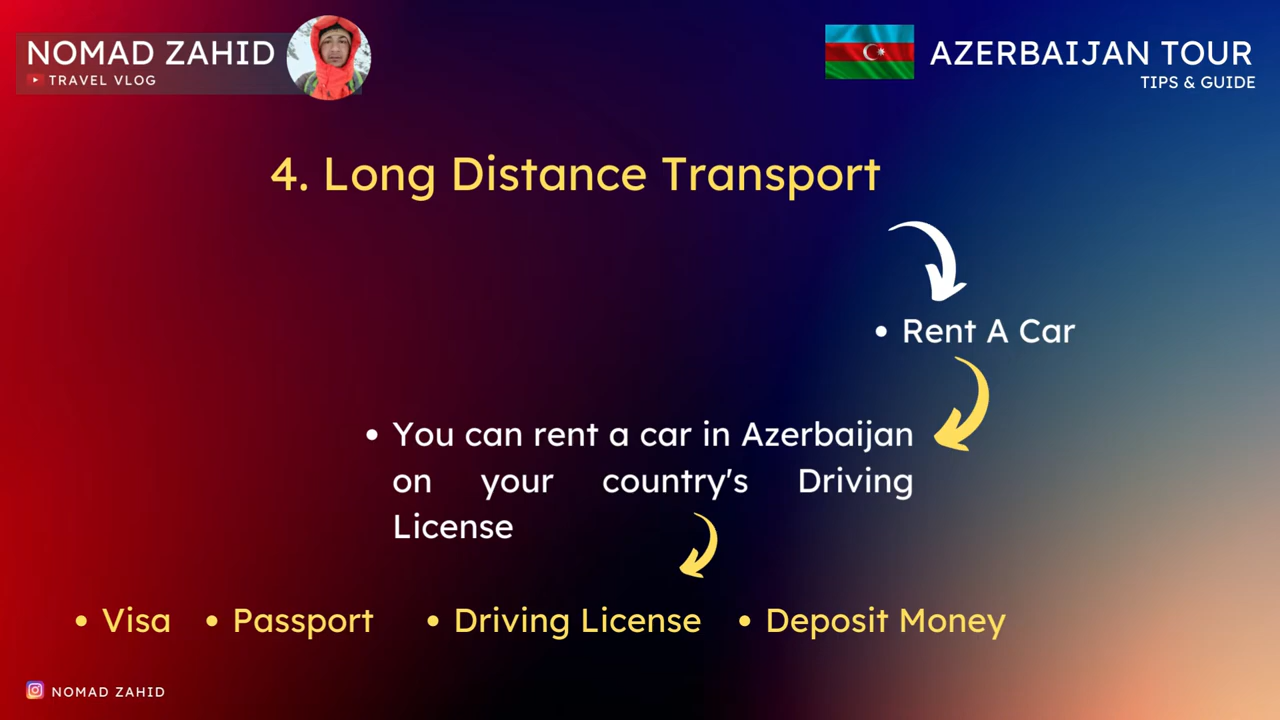 NOMAD ZAHID
TRAVEL VLOG
AZERBAIJAN TOUR
TIPS & GUIDE
4. Long Distance Transport
• Rent A Car
• You can rent a car in Azerbaijan
on your country's Driving
License
• Visa • Passport • Driving License • Deposit Money
NOMAD ZAHID